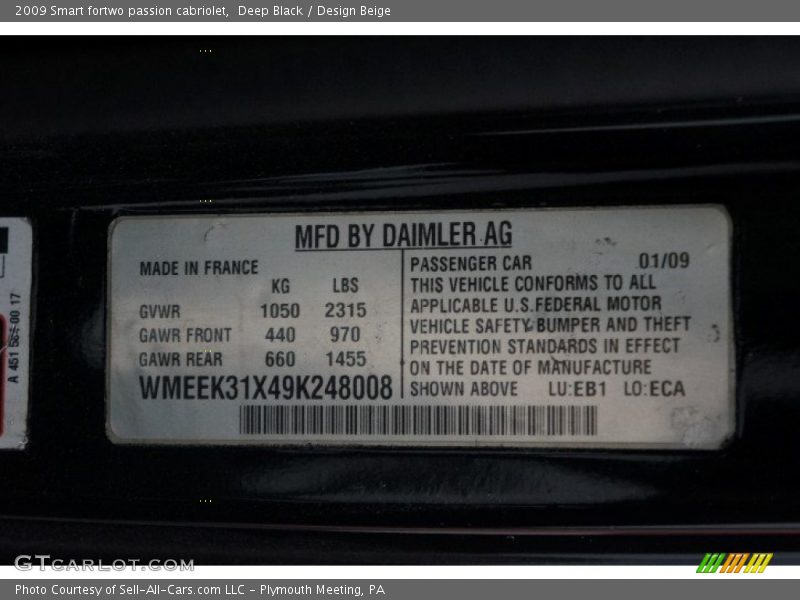 2009 Smart fortwo passion cabriolet,  Deep Black / Design Beige
MFD BY DAIMLER AG
MADE IN FRANCE
KG LBS
GVWR 1050 2315
GAWR FRONT 440 970
GAWR REAR 660 1455
WMEEK31X49K248008
PASSENGER CAR 01/09
THIS VEHICLE CONFORMS TO ALL
APPLICABLE U.S.FEDERAL MOTOR
VEHICLE SAFETY BUMPER AND THEFT
PREVENTION STANDARDS IN EFFECT
ON THE DATE OF MANUFACTURE
SHOWN ABOVE LU:EB1 LO:ECA
GTCARLOT.COM
Photo Courtesy of Sell-All-Cars.com LLC - Plymouth Meeting, PA